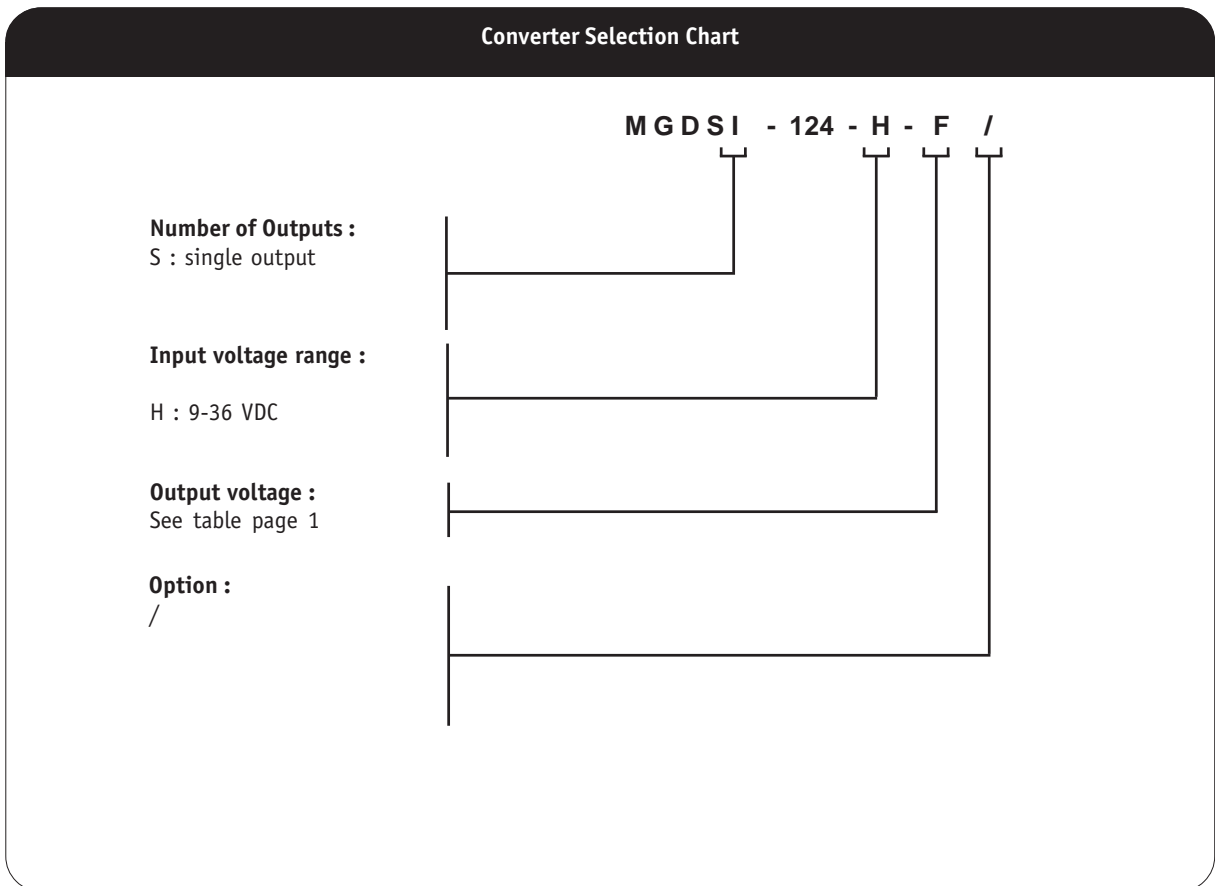 Converter Selection Chart
M G D S I - 124 - H - F /
Number of Outputs :
S : single output
Input voltage range :
H : 9-36 VDC
Output voltage :
See table page 1
Option :
/